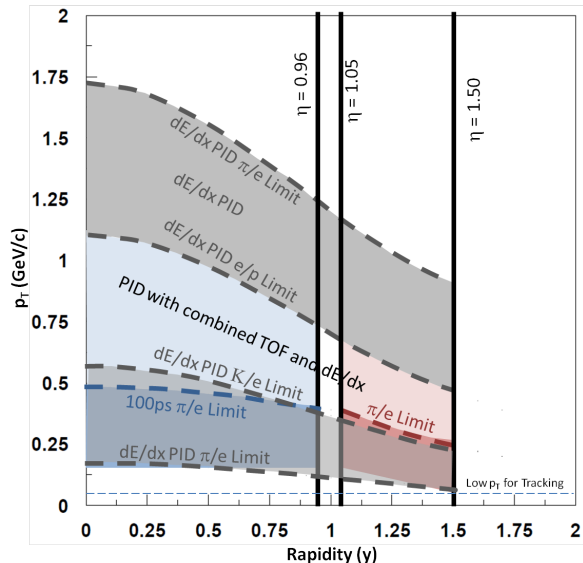 2
1.75
1.5
1.25
1
0.75
0.5
0.25
0
p_T (GeV/c)
η = 0.96
η = 1.05
η = 1.50
dE/dx PID π/e Limit
dE/dx PID
dE/dx PID e/p Limit
PID with combined TOF and dE/dx
dE/dx PID K/e Limit
100ps π/e Limit
π/e Limit
dE/dx PID π/e Limit
Low p_T for Tracking
0 0.25 0.5 0.75 1 1.25 1.5 1.75 2
Rapidity (y)